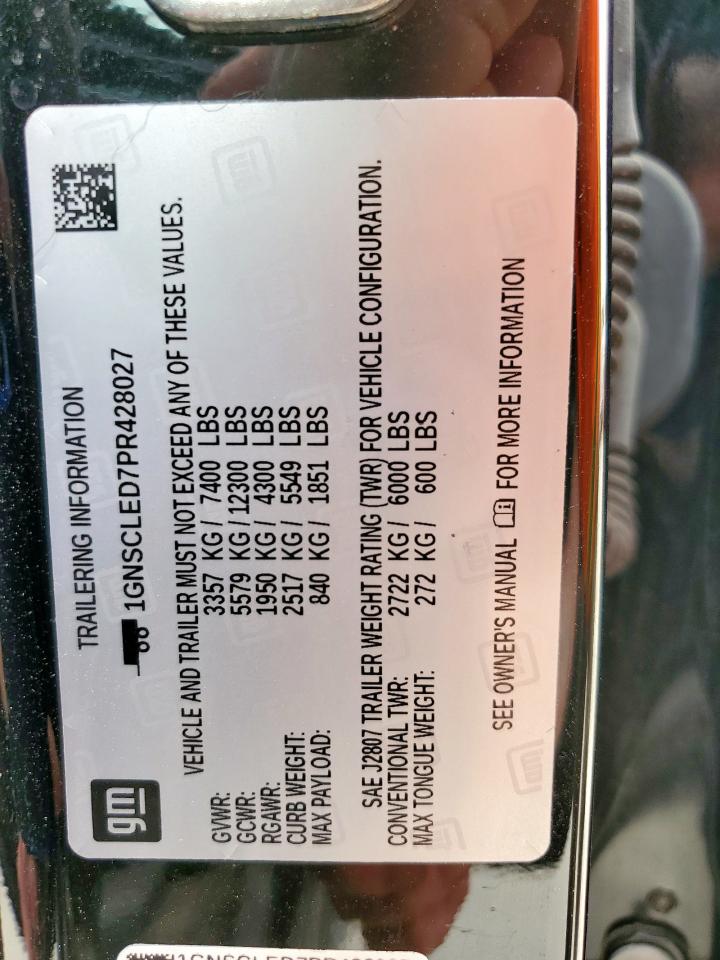 gm
TRAILERING INFORMATION
1GNSCLED7PR428027
VEHICLE AND TRAILER MUST NOT EXCEED ANY OF THESE VALUES.
GVWR: 3357 KG / 7400 LBS
GCWR: 5579 KG / 12300 LBS
RGAWR: 1950 KG / 4300 LBS
CURB WEIGHT: 2517 KG / 5549 LBS
MAX PAYLOAD: 840 KG / 1851 LBS
SAE J2807 TRAILER WEIGHT RATING (TWR) FOR VEHICLE CONFIGURATION.
CONVENTIONAL TWR: 2722 KG / 6000 LBS
MAX TONGUE WEIGHT: 272 KG / 600 LBS
SEE OWNER'S MANUAL FOR MORE INFORMATION